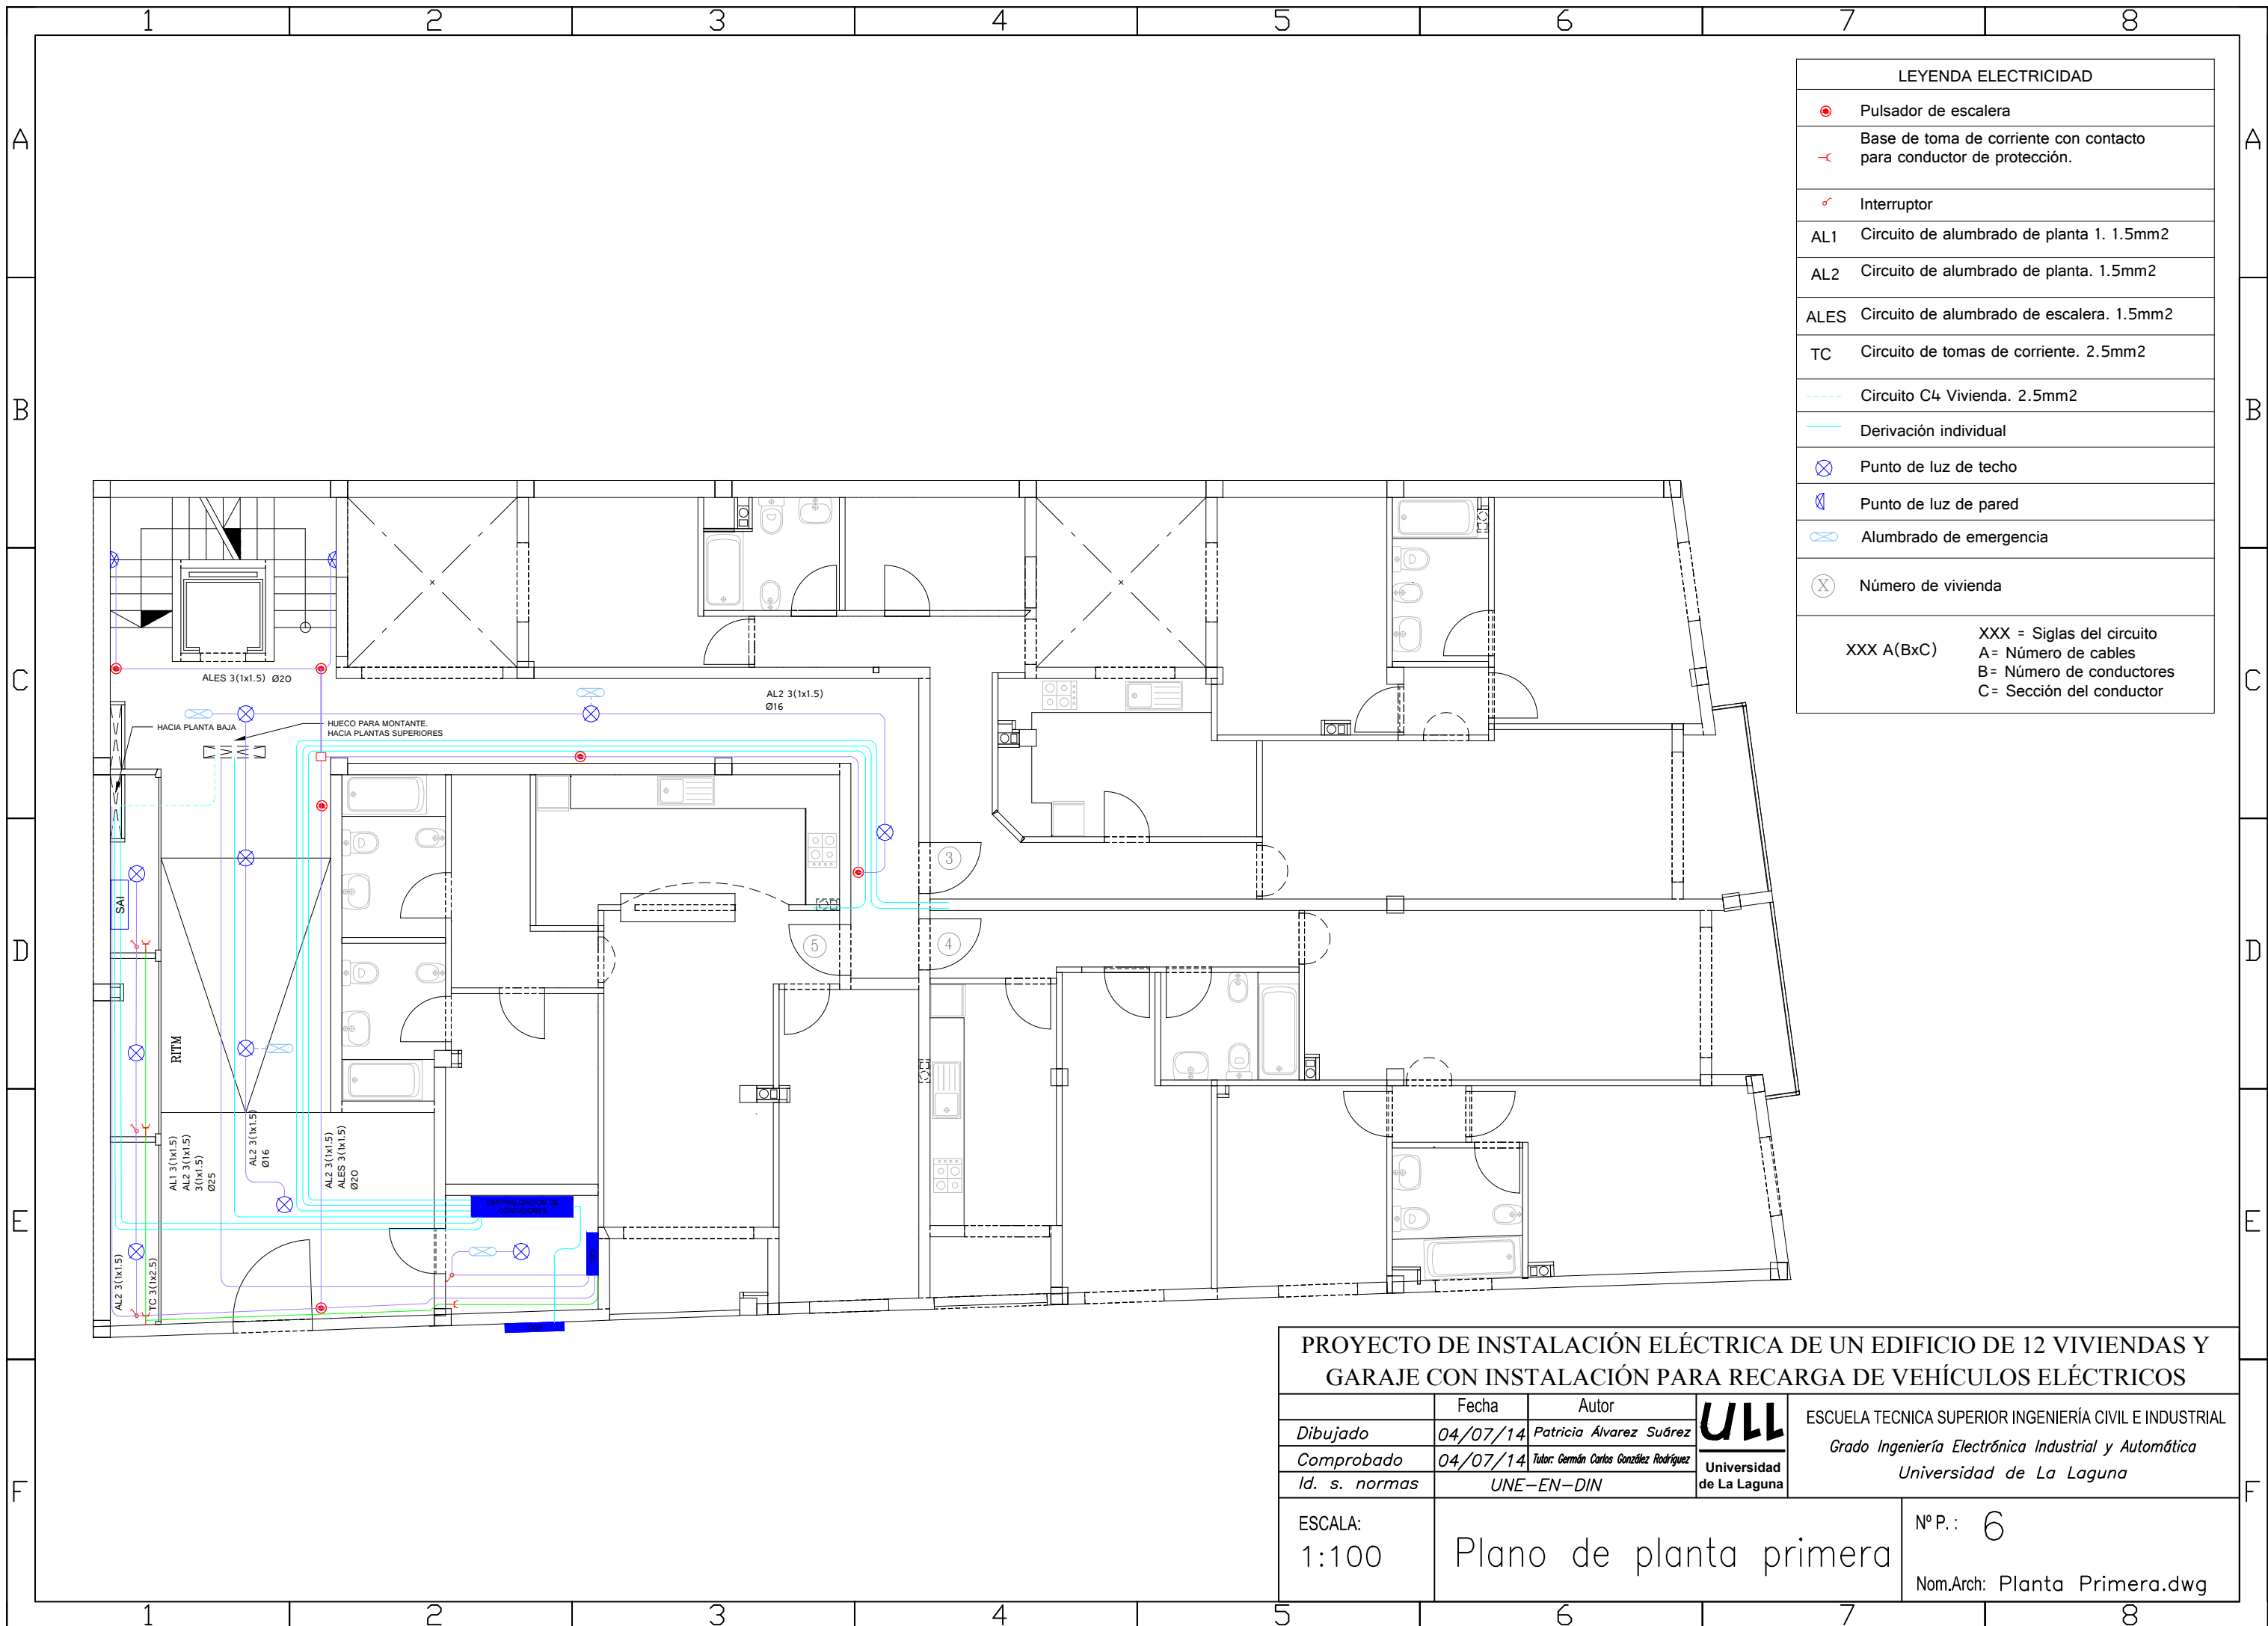 1 2 3 4 5 6 7 8
A A
B B
C C
D D
E E
F F
LEYENDA ELECTRICIDAD
Pulsador de escalera
Base de toma de corriente con contacto
para conductor de protección.
Interruptor
AL1 Circuito de alumbrado de planta 1. 1.5mm2
AL2 Circuito de alumbrado de planta. 1.5mm2
ALES Circuito de alumbrado de escalera. 1.5mm2
TC Circuito de tomas de corriente. 2.5mm2
Circuito C4 Vivienda. 2.5mm2
Derivación individual
Punto de luz de techo
Punto de luz de pared
Alumbrado de emergencia
X Número de vivienda
XXX A(BxC)
XXX = Siglas del circuito
A= Número de cables
B= Número de conductores
C= Sección del conductor
ALES 3(1x1.5) Ø20
AL2 3(1x1.5)
Ø16
HACIA PLANTA BAJA
HUECO PARA MONTANTE.
HACIA PLANTAS SUPERIORES
3
4
5
SAI
RITM
AL1 3(1x1.5)
AL2 3(1x1.5)
3(1x1.5)
Ø25
AL2 3(1x1.5)
Ø16
AL2 3(1x1.5)
ALES 3(1x1.5)
Ø20
CENTRALIZACION DE
CONTADORES
AL2 3(1x1.5)
TC 3(1x2.5)
CGP
PROYECTO DE INSTALACIÓN ELÉCTRICA DE UN EDIFICIO DE 12 VIVIENDAS Y
GARAJE CON INSTALACIÓN PARA RECARGA DE VEHÍCULOS ELÉCTRICOS
Fecha Autor
Dibujado 04/07/14 Patricia Álvarez Suárez
Comprobado 04/07/14 Tutor: Germán Carlos González Rodríguez
Id. s. normas UNE-EN-DIN
ULL
Universidad
de La Laguna
ESCUELA TECNICA SUPERIOR INGENIERÍA CIVIL E INDUSTRIAL
Grado Ingeniería Electrónica Industrial y Automática
Universidad de La Laguna
ESCALA:
1:100
Plano de planta primera
Nº P. : 6
Nom.Arch: Planta Primera.dwg
1 2 3 4 5 6 7 8